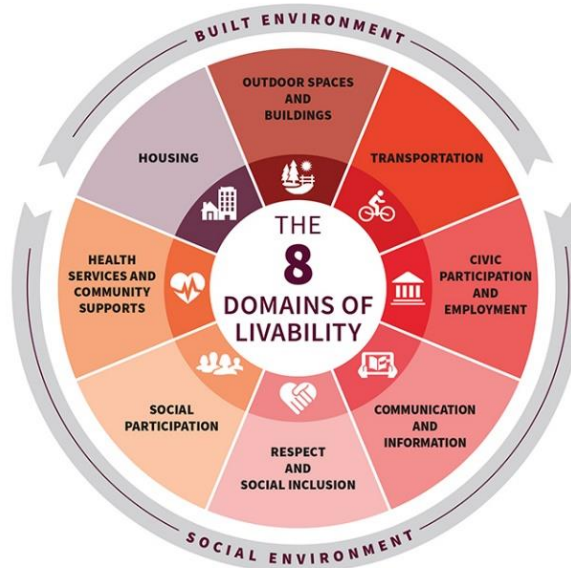 BUILT ENVIRONMENT
OUTDOOR SPACES
AND
BUILDINGS
HOUSING
TRANSPORTATION
THE
8
DOMAINS OF
LIVABILITY
HEALTH
SERVICES AND
COMMUNITY
SUPPORTS
CIVIC
PARTICIPATION
AND
EMPLOYMENT
SOCIAL
PARTICIPATION
COMMUNICATION
AND
INFORMATION
RESPECT
AND
SOCIAL INCLUSION
SOCIAL ENVIRONMENT